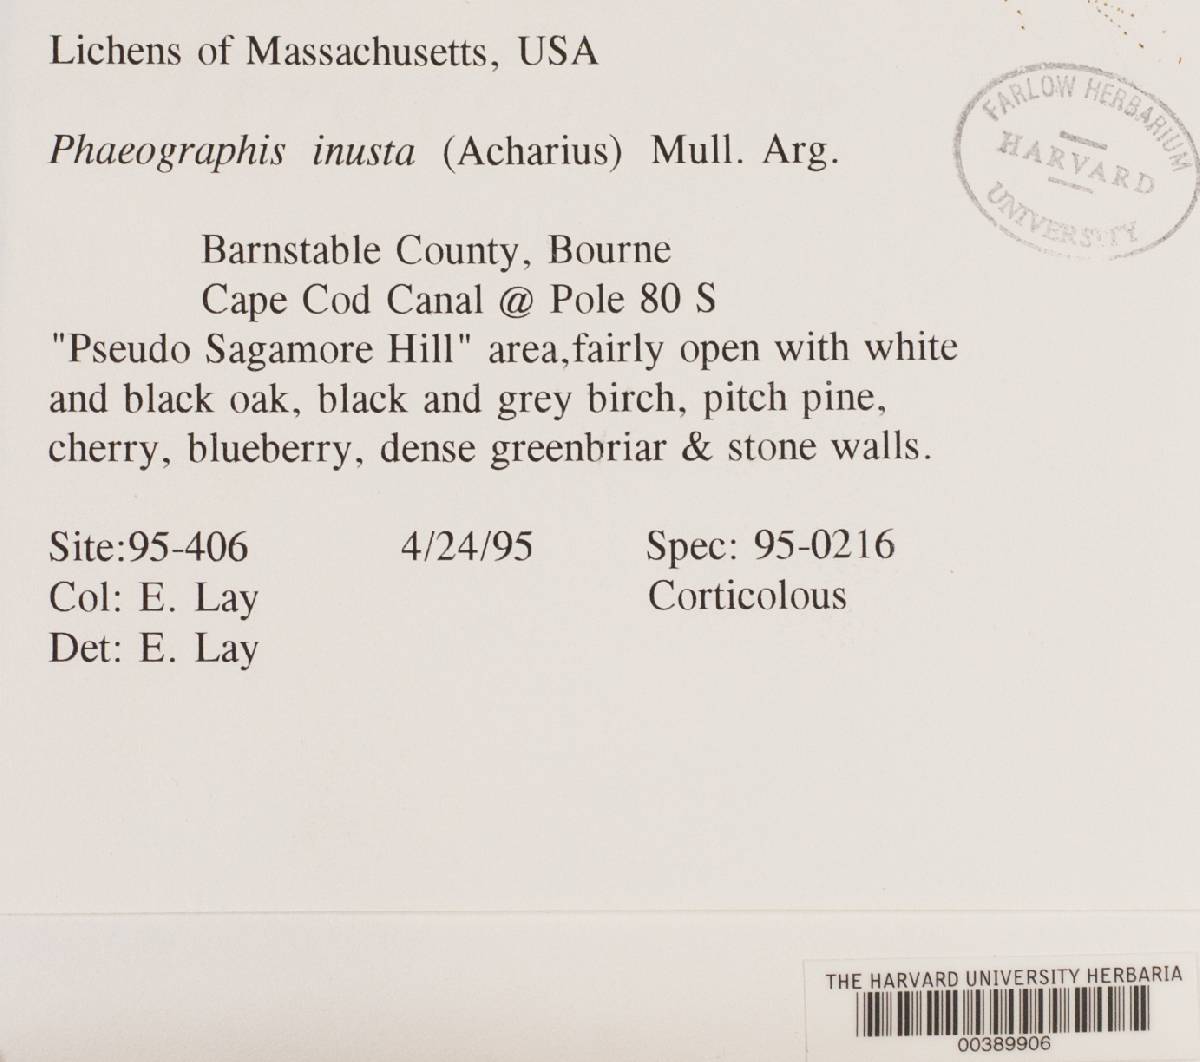 Lichens of Massachusetts, USA
FARLOW HERBARIUM
HARVARD
UNIVERSITY
Phaeographis inusta (Acharius) Mull. Arg.
Barnstable County, Bourne
Cape Cod Canal @ Pole 80 S
"Pseudo Sagamore Hill" area,fairly open with white
and black oak, black and grey birch, pitch pine,
cherry, blueberry, dense greenbriar & stone walls.
Site:95-406 4/24/95 Spec: 95-0216
Col: E. Lay Corticolous
Det: E. Lay
THE HARVARD UNIVERSITY HERBARIA
00389906